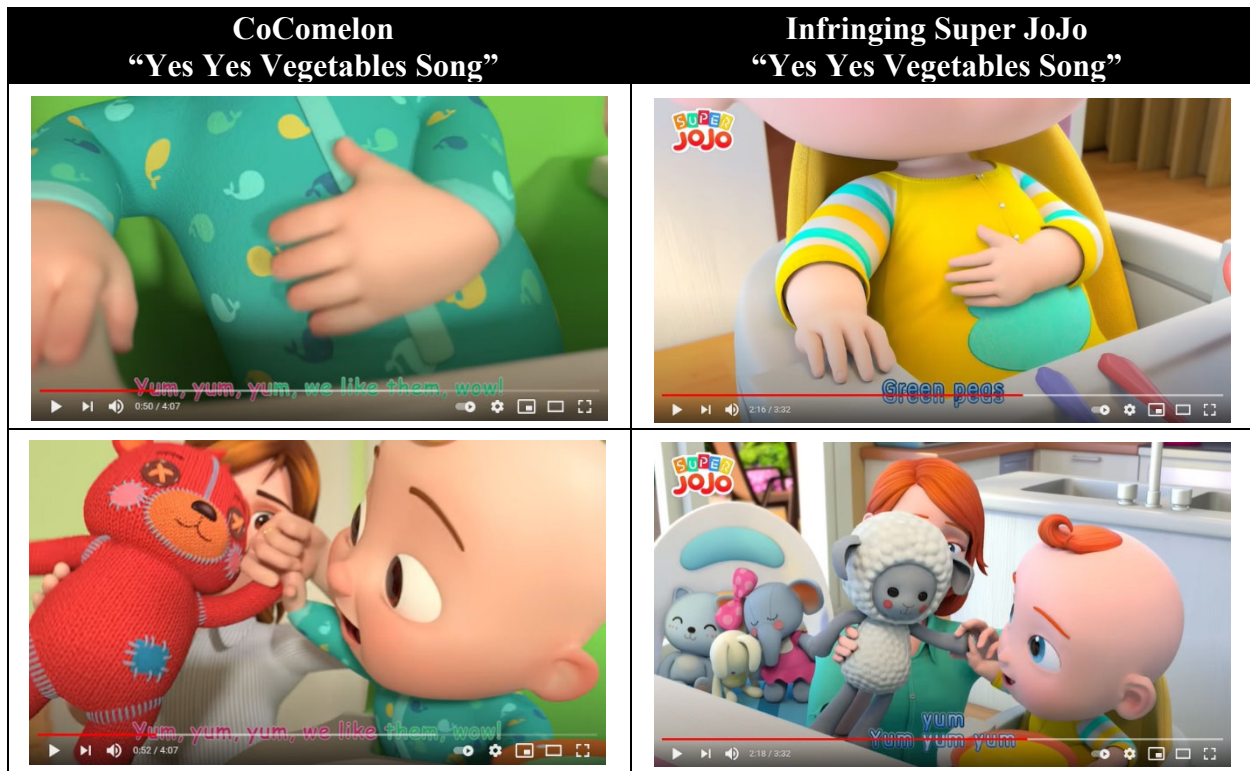 CoComelon
“Yes Yes Vegetables Song”
Infringing Super JoJo
“Yes Yes Vegetables Song”
Yum, yum, yum, we like them, wow!
0:50 / 4:07
SUPER
JOJO
Green peas
2:16 / 3:32
Yum, yum, yum, we like them, wow!
0:52 / 4:07
SUPER
JOJO
yum
Yum yum yum
2:18 / 3:32